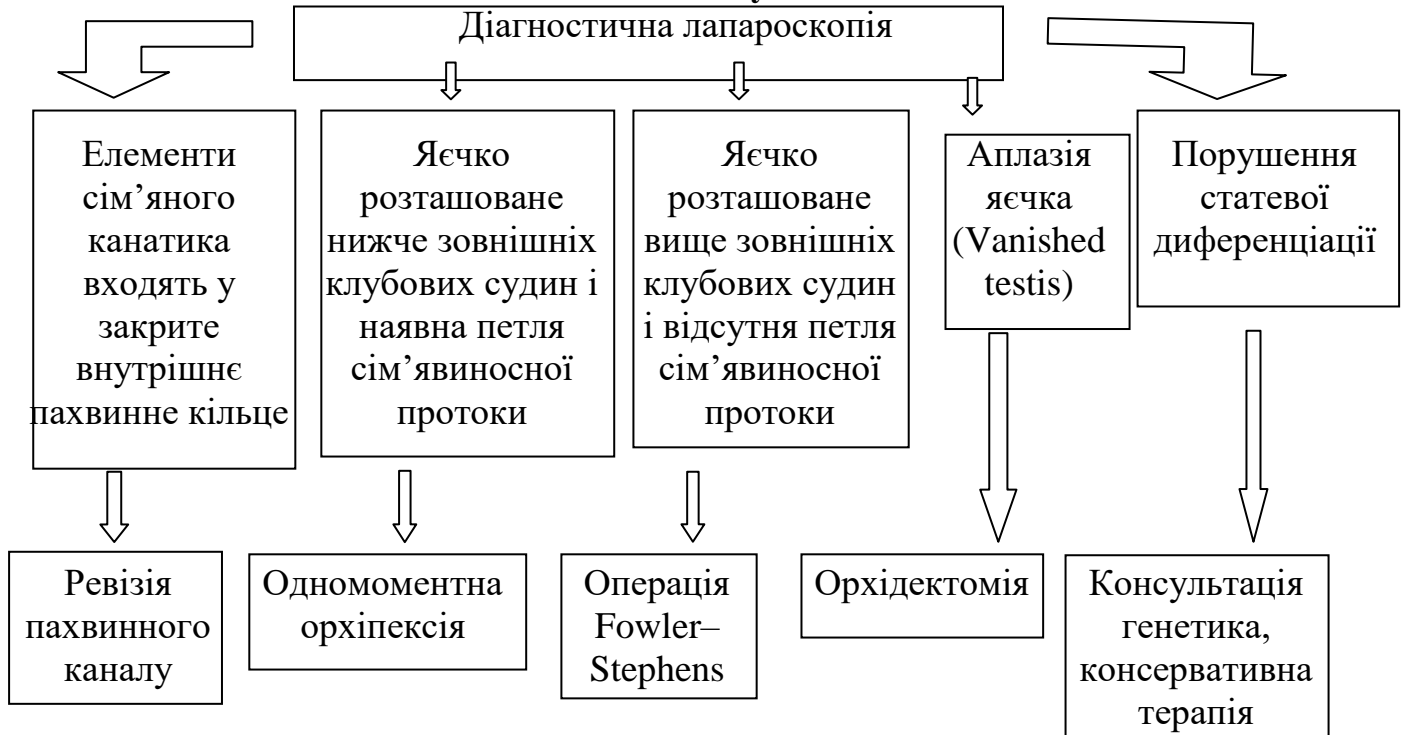 Діагностична лапароскопія
Елементи
сім’яного
канатика
входять у
закрите
внутрішнє
пахвинне кільце
Яєчко
розташоване
нижче зовнішніх
клубових судин і
наявна петля
сім’явиносної
протоки
Яєчко
розташоване
вище зовнішніх
клубових судин
і відсутня петля
сім’явиносної
протоки
Аплазія
яєчка
(Vanished
testis)
Порушення
статевої
диференціації
Ревізія
пахвинного
каналу
Одномоментна
орхіпексія
Операція
Fowler–
Stephens
Орхідектомія
Консультація
генетика,
консервативна
терапія